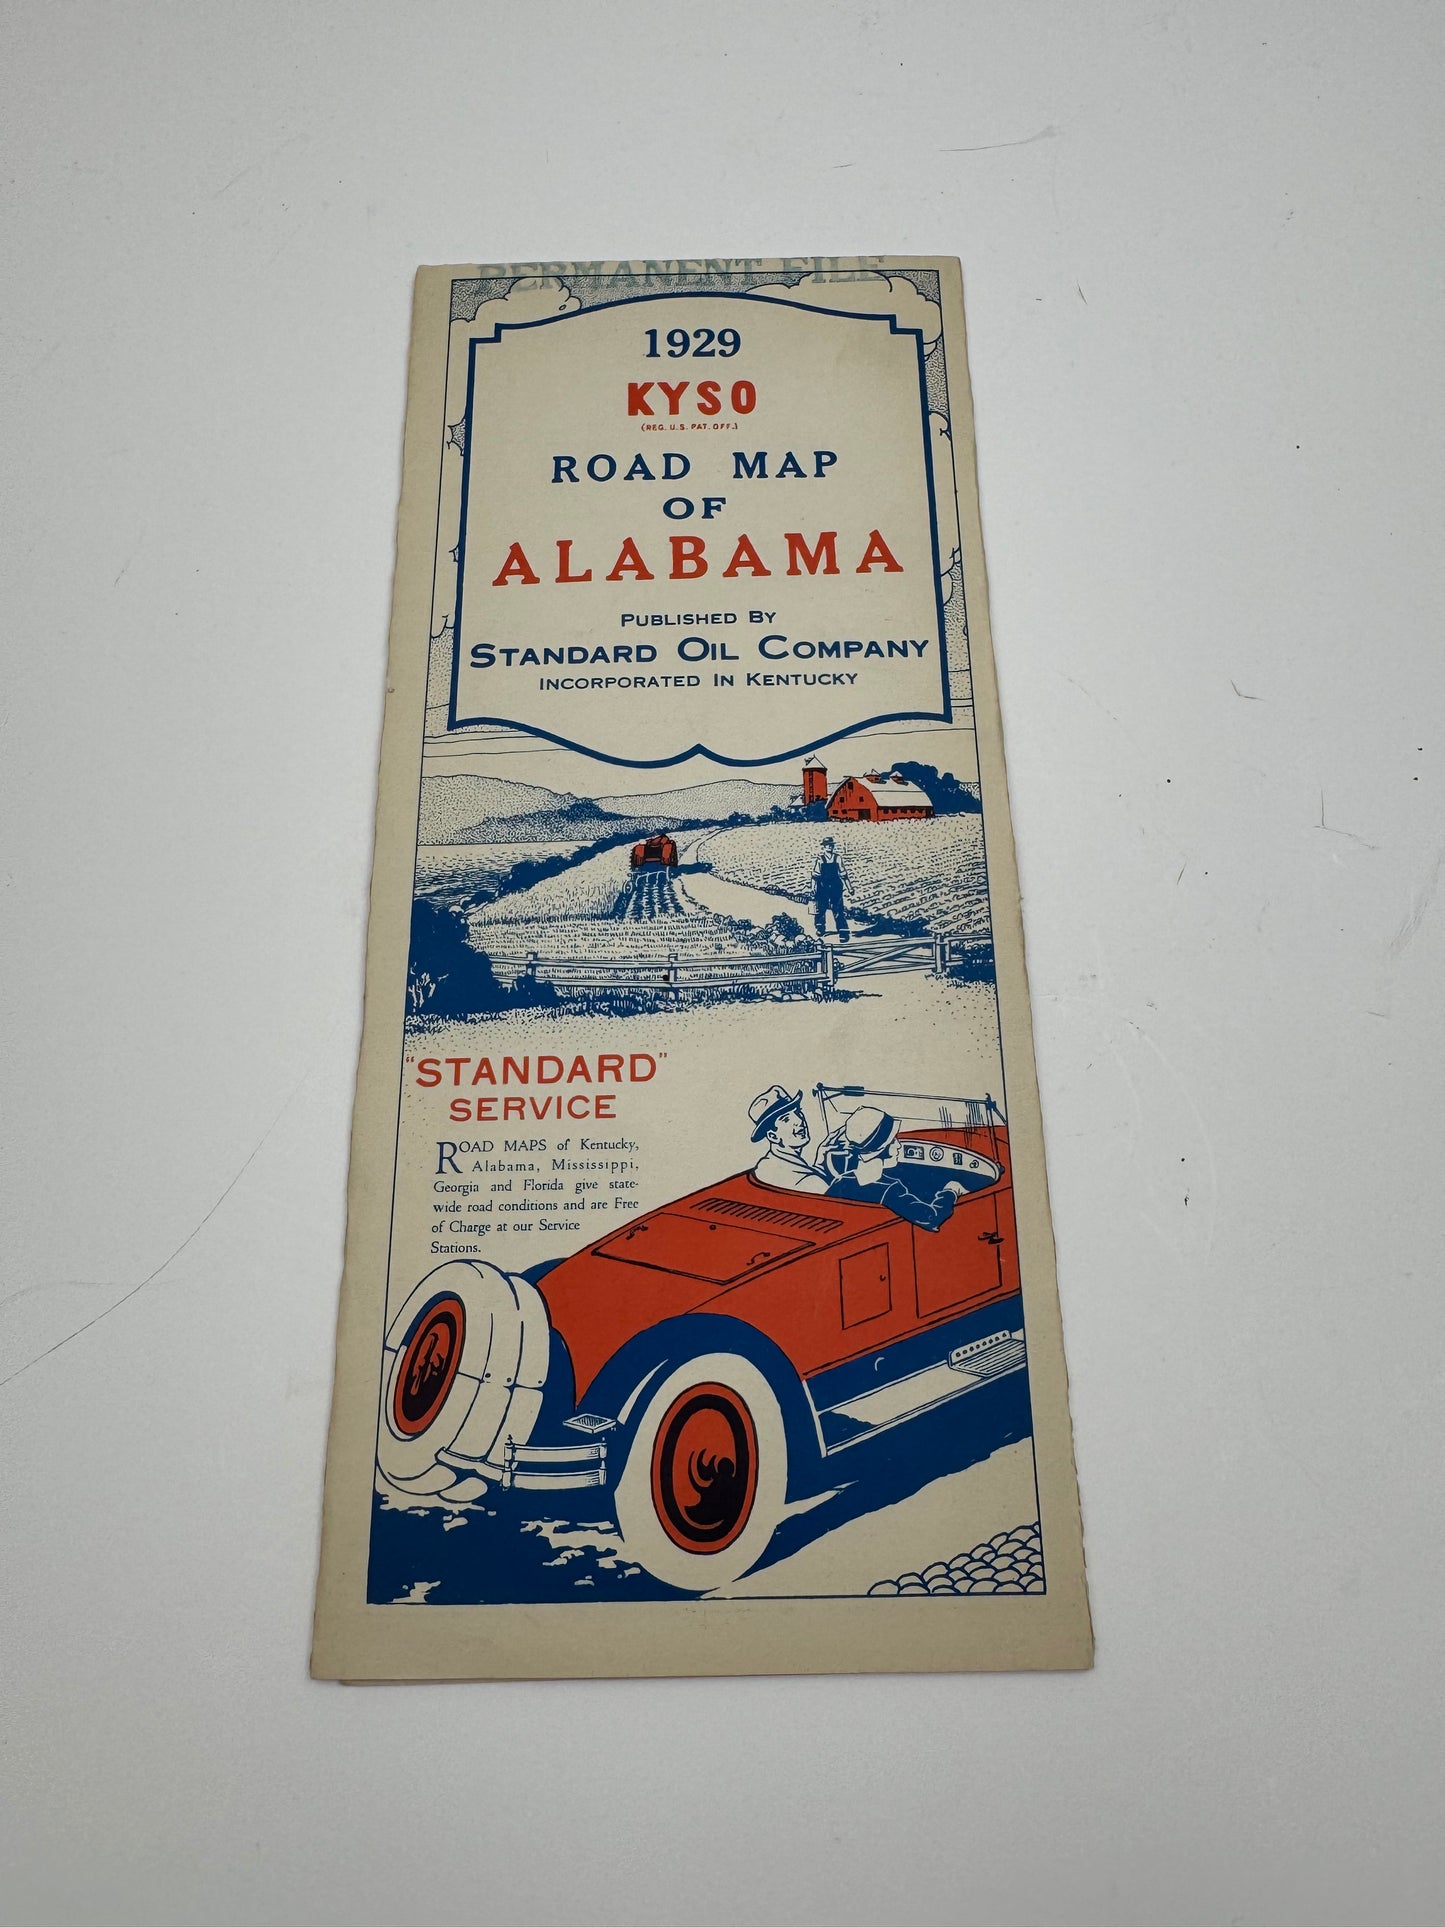 PERMANENT FILE
1929
KYSO
(REG. U.S. PAT. OFF.)
ROAD MAP
OF
ALABAMA
PUBLISHED BY
STANDARD OIL COMPANY
INCORPORATED IN KENTUCKY
"STANDARD"
SERVICE
ROAD MAPS of Kentucky,
Alabama, Mississippi,
Georgia and Florida give state-
wide road conditions and are Free
of Charge at our Service
Stations.